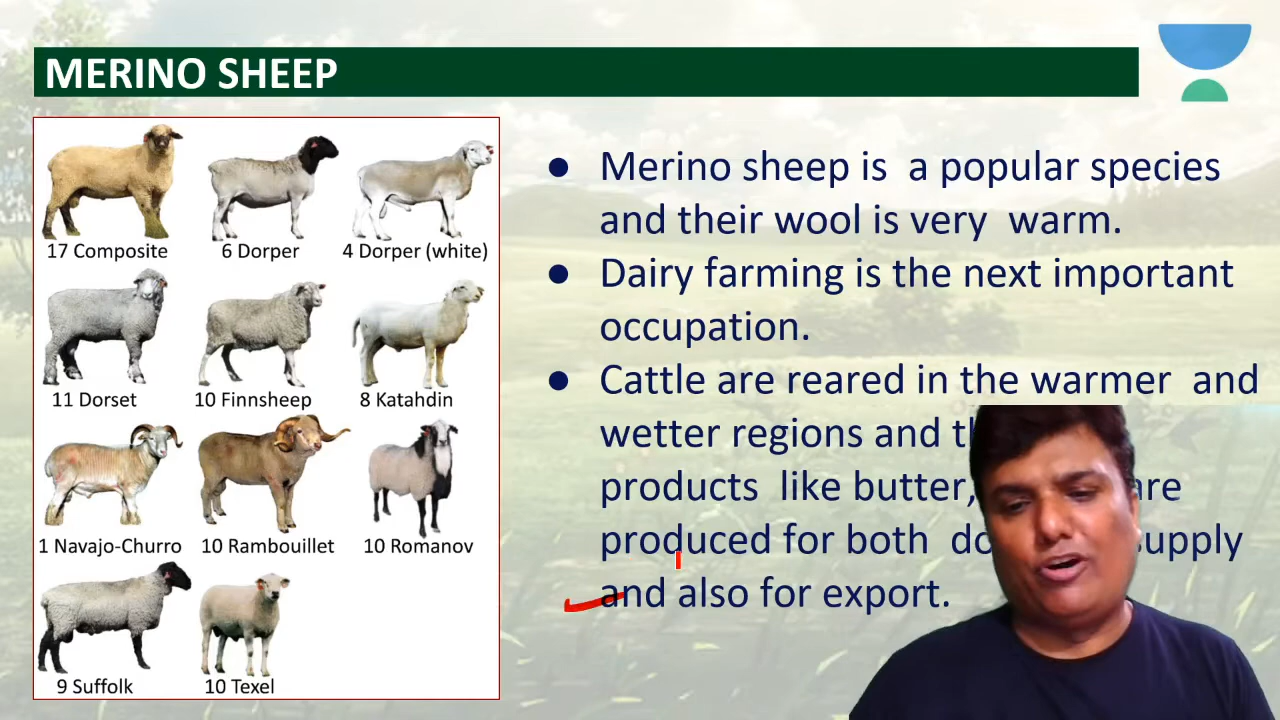 MERINO SHEEP
17 Composite
6 Dorper
4 Dorper (white)
11 Dorset
10 Finnsheep
8 Katahdin
1 Navajo-Churro
10 Rambouillet
10 Romanov
9 Suffolk
10 Texel
● Merino sheep is a popular species
and their wool is very warm.
● Dairy farming is the next important
occupation.
● Cattle are reared in the warmer and
wetter regions and
products like butter, are
produced for both supply
and also for export.